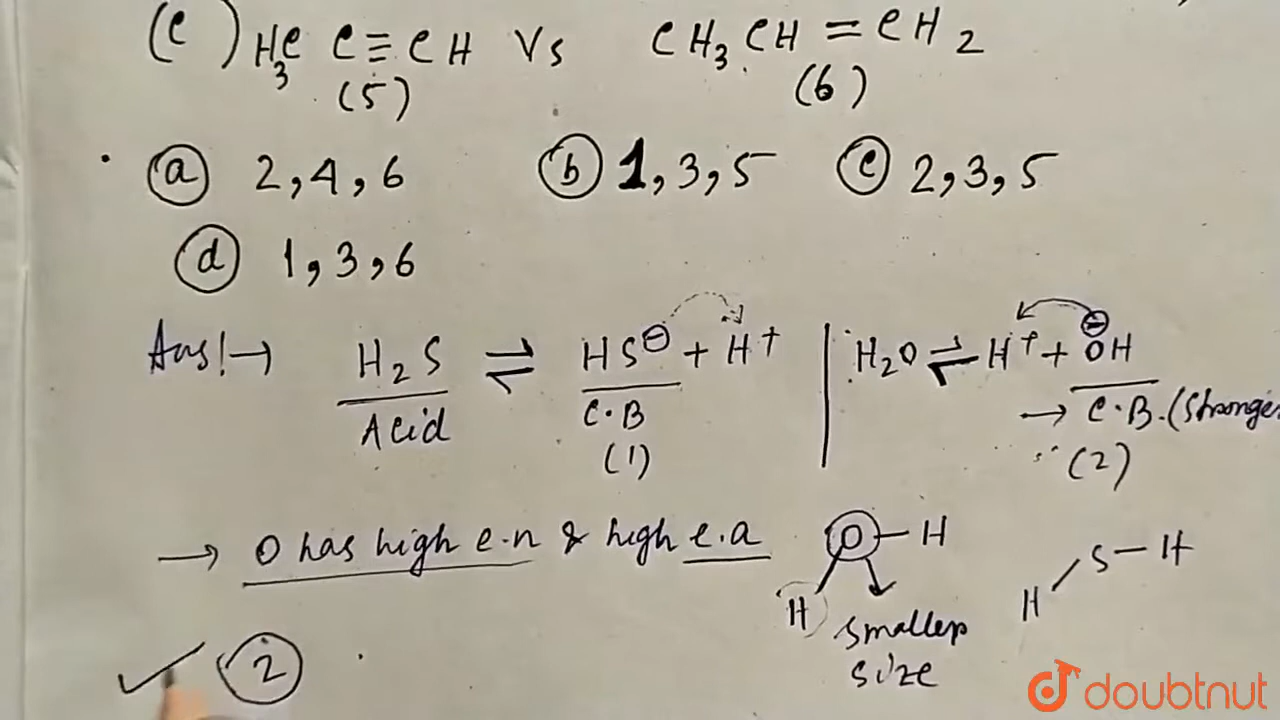 (C) H3C C≡CH Vs CH3CH=CH2
(5) (6)
(a) 2,4,6 (b) 1,3,5 (c) 2,3,5
(d) 1,3,6
Ans!→ H2S ⇌ HS⊖ + H+ | H2O ⇌ H+ + ⊖OH
Acid C.B → C.B.(Stronger
(1) (2)
→ O has high e.n & high e.a O-H S-H
H H
smaller
size
✓ (2)
doubtnut